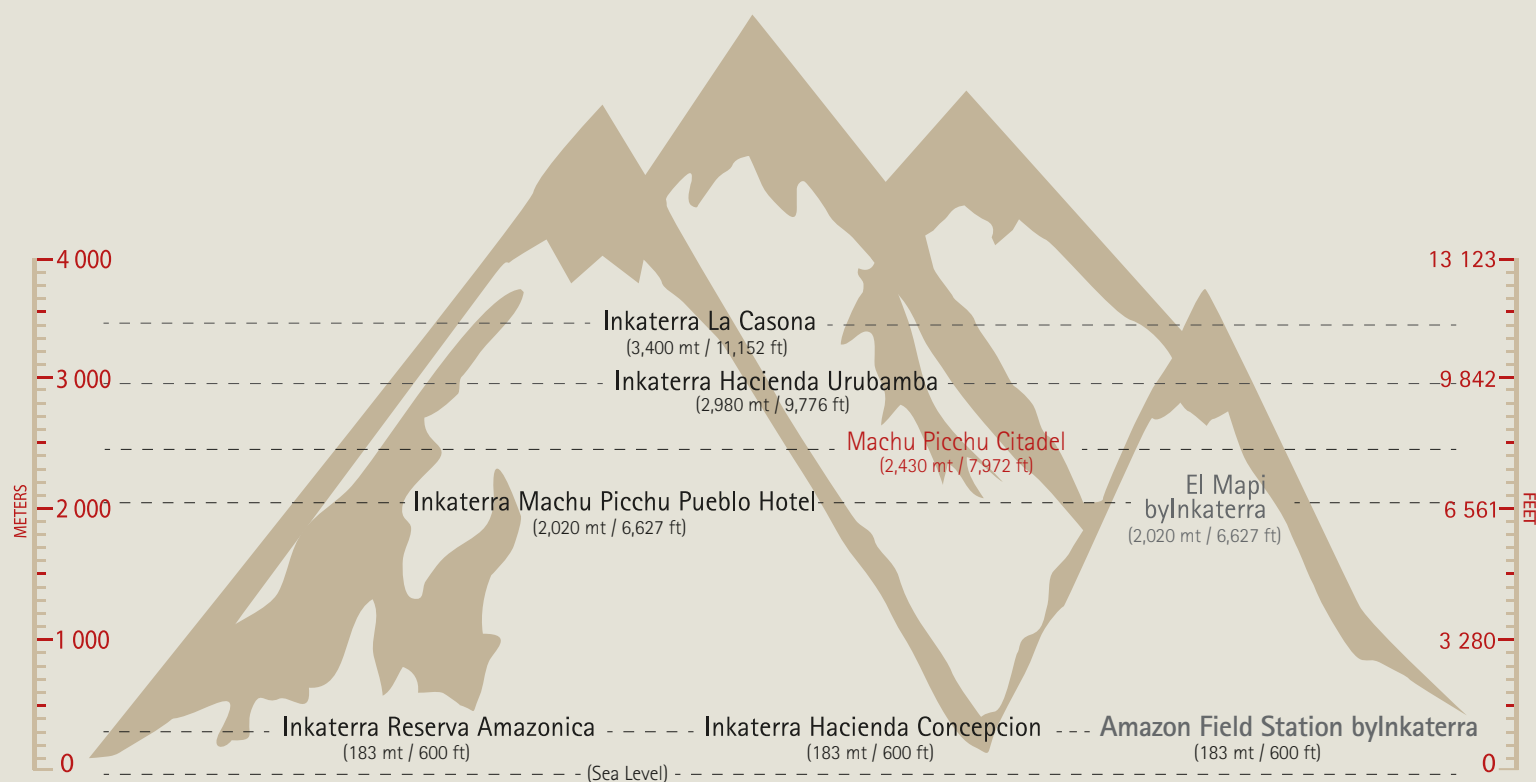 4 000
13 123
Inkaterra La Casona
(3,400 mt / 11,152 ft)
3 000
Inkaterra Hacienda Urubamba
9 842
(2,980 mt / 9,776 ft)
Machu Picchu Citadel
(2,430 mt / 7,972 ft)
METERS
2 000
Inkaterra Machu Picchu Pueblo Hotel
(2,020 mt / 6,627 ft)
El Mapi
byInkaterra
(2,020 mt / 6,627 ft)
6 561
FEET
1 000
3 280
Inkaterra Reserva Amazonica
(183 mt / 600 ft)
Inkaterra Hacienda Concepcion
(183 mt / 600 ft)
Amazon Field Station byInkaterra
(183 mt / 600 ft)
0
0
(Sea Level)